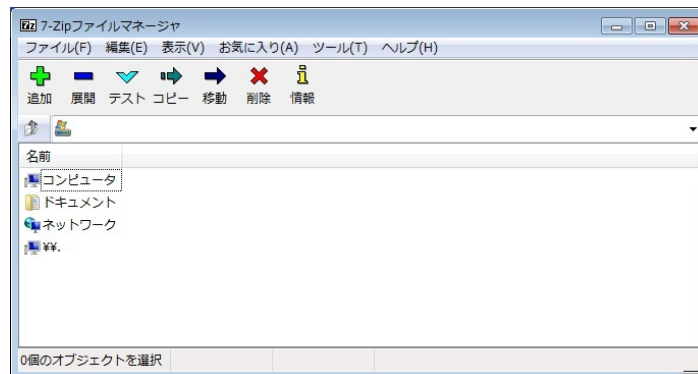 7-Zipファイルマネージャ
ファイル(F) 編集(E) 表示(V) お気に入り(A) ツール(T) ヘルプ(H)
追加 展開 テスト コピー 移動 削除 情報
名前
コンピュータ
ドキュメント
ネットワーク
¥¥.
0個のオブジェクトを選択